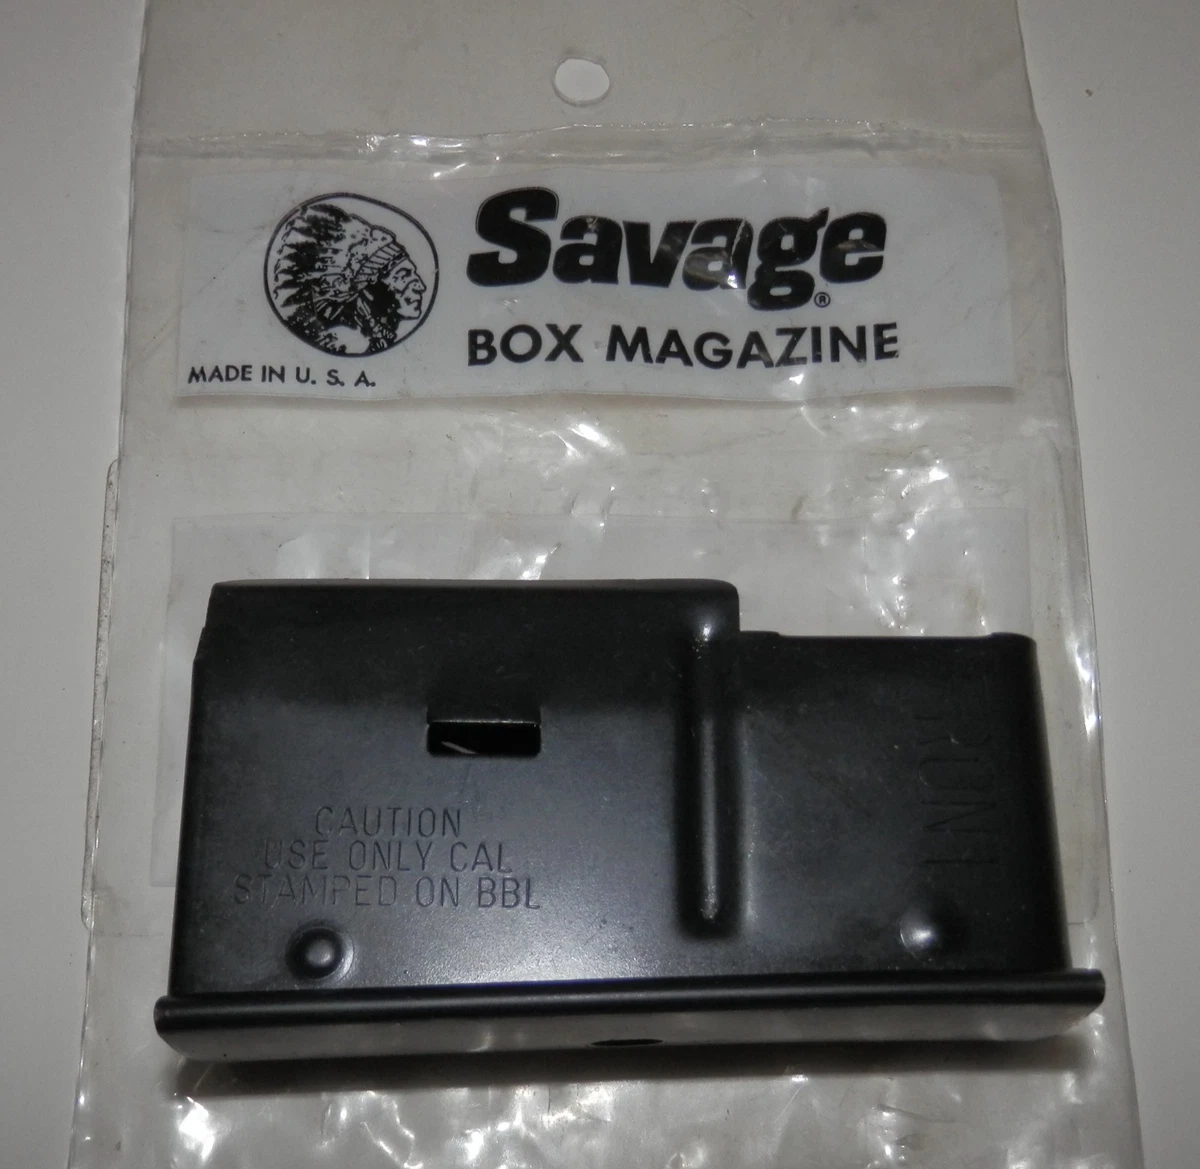 Savage®
BOX MAGAZINE
MADE IN U. S. A.
CAUTION
USE ONLY CAL
STAMPED ON BBL
FRONT